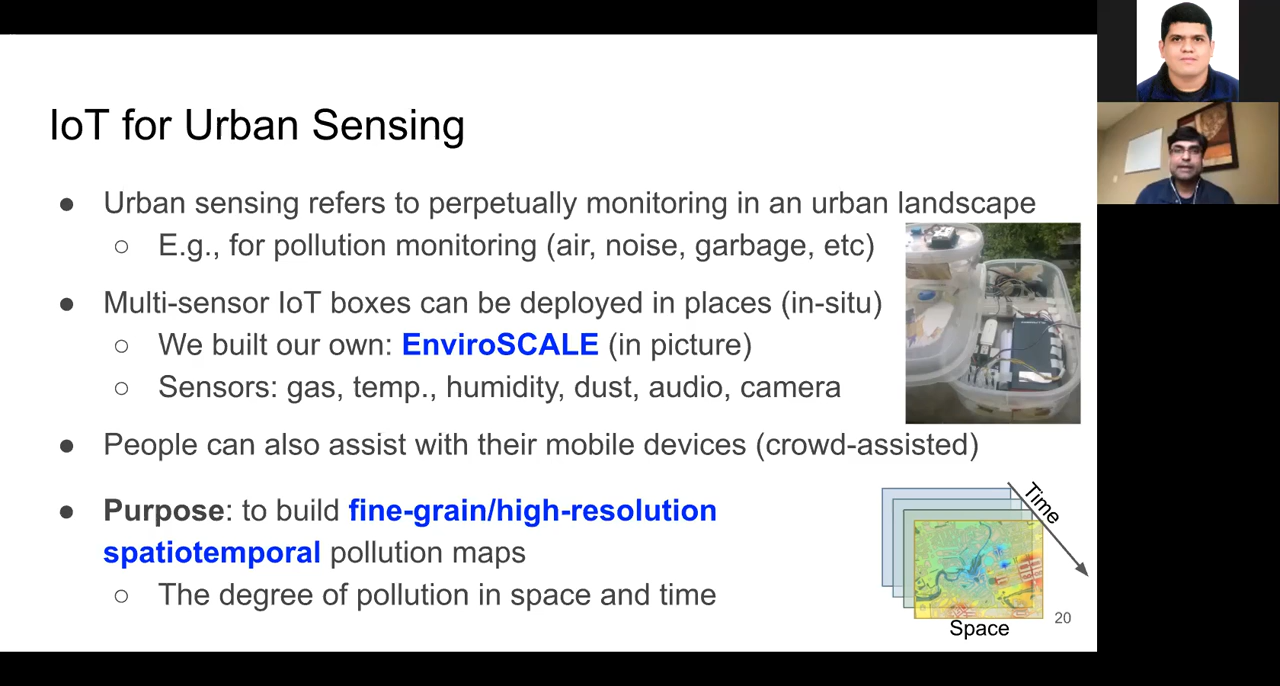 IoT for Urban Sensing
● Urban sensing refers to perpetually monitoring in an urban landscape
○ E.g., for pollution monitoring (air, noise, garbage, etc)
● Multi-sensor IoT boxes can be deployed in places (in-situ)
○ We built our own: EnviroSCALE (in picture)
○ Sensors: gas, temp., humidity, dust, audio, camera
● People can also assist with their mobile devices (crowd-assisted)
● Purpose: to build fine-grain/high-resolution
spatiotemporal pollution maps
○ The degree of pollution in space and time
Time
Space
20